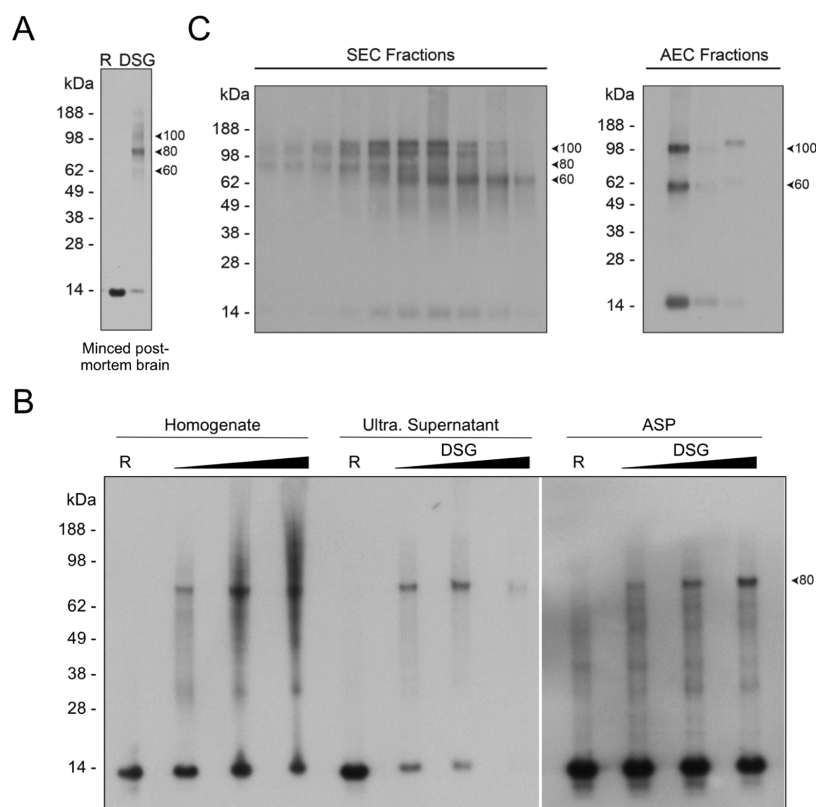 A
R DSG
kDa
188 -
98 -
62 -
49 -
38 -
28 -
14 -
100
80
60
Minced post-
mortem brain
C
SEC Fractions
kDa
188 -
98 -
62 -
49 -
38 -
28 -
14 -
100
80
60
AEC Fractions
kDa
188 -
98 -
62 -
49 -
38 -
28 -
14 -
100
60
B
Homogenate
Ultra. Supernatant
ASP
R
R
DSG
R
DSG
kDa
188 -
98 -
62 -
49 -
38 -
28 -
14 -
80